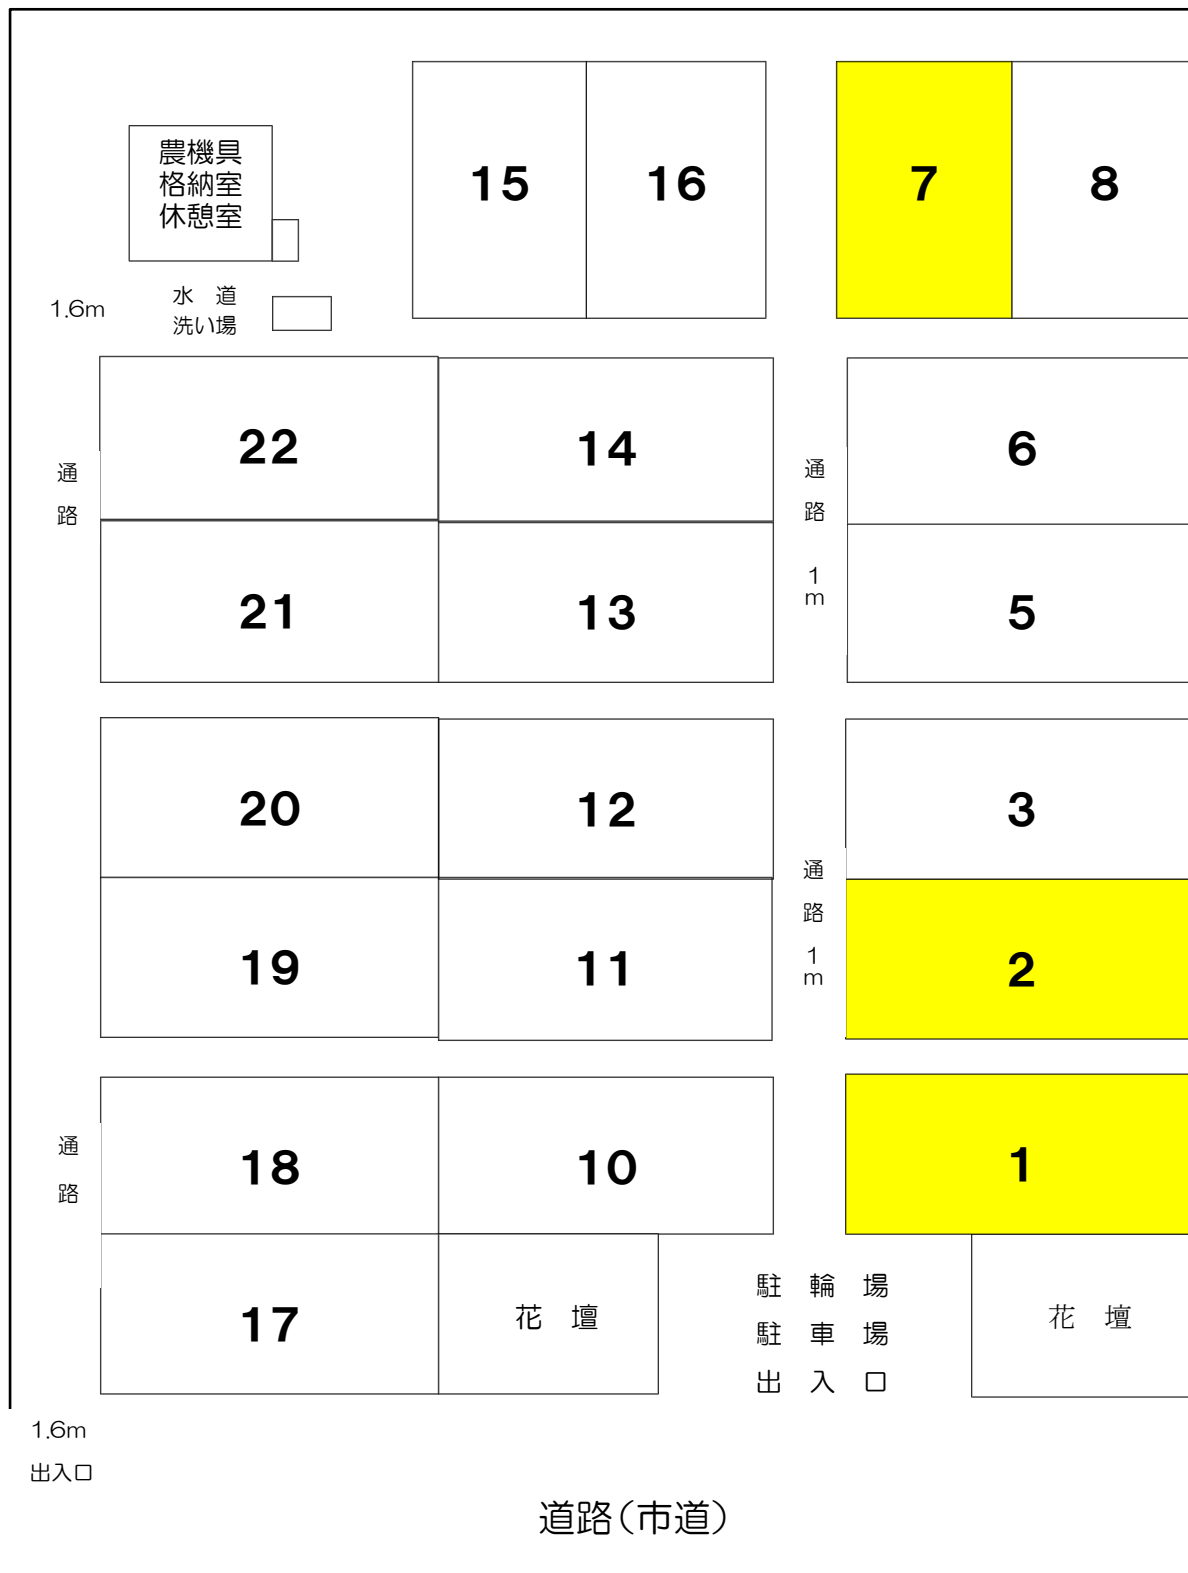 15
16
7
8
農機具
格納室
休憩室
水　道
洗い場
1.6m
22
14
6
通
路
通
路
1
m
21
13
5
20
12
3
19
11
2
通
路
1
m
18
10
1
通
路
17
花　壇
駐　輪　場
駐　車　場
出　入　口
花　壇
1.6m
出入口
道路(市道)